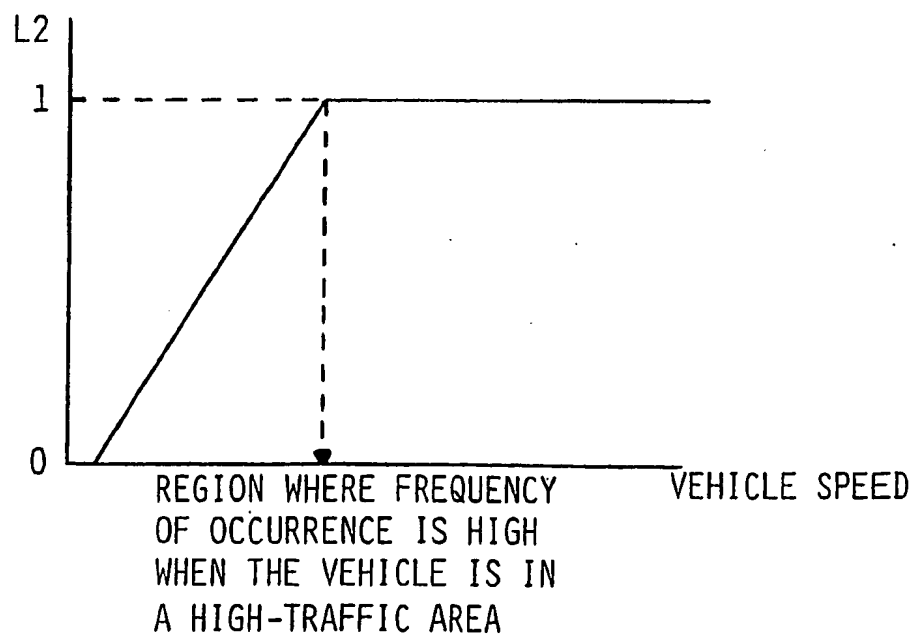 L2
1
0
REGION WHERE FREQUENCY
OF OCCURRENCE IS HIGH
WHEN THE VEHICLE IS IN
A HIGH-TRAFFIC AREA
VEHICLE SPEED